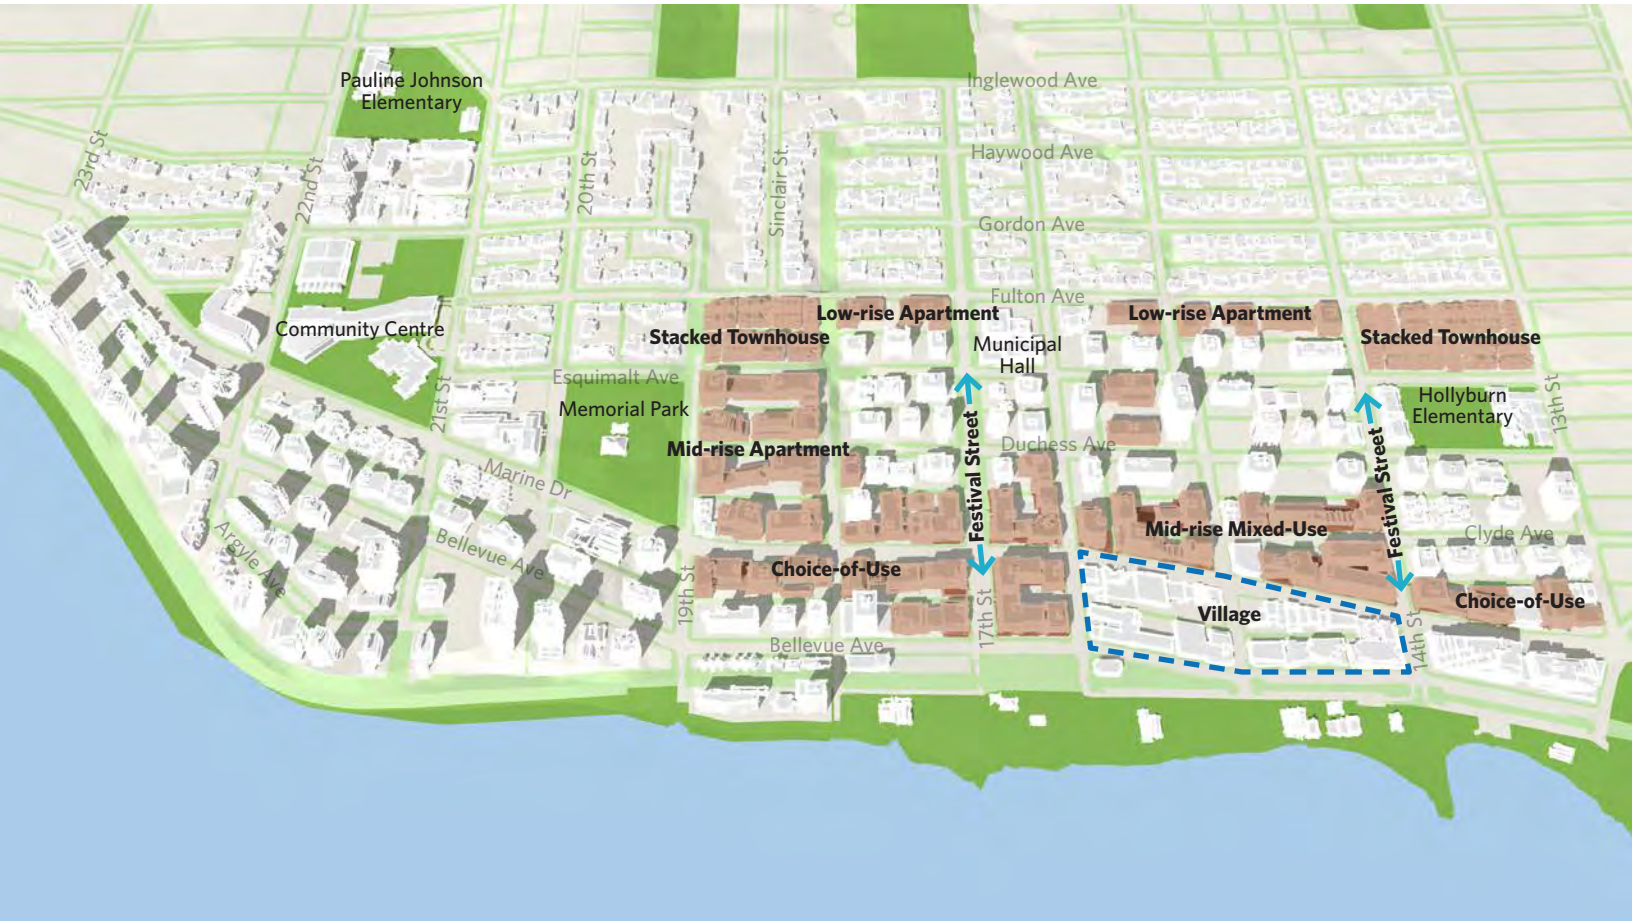 Pauline Johnson
Elementary
Inglewood Ave
Haywood Ave
23rd St
22nd St
20th St
Sinclair St.
Gordon Ave
Fulton Ave
Low-rise Apartment
Low-rise Apartment
Community Centre
Stacked Townhouse
Municipal
Hall
Stacked Townhouse
Esquimalt Ave
21st St
Memorial Park
Hollyburn
Elementary
13th St
Mid-rise Apartment
Festival Street
Duchess Ave
Festival Street
Marine Dr
Mid-rise Mixed-Use
Clyde Ave
Argyle Ave
Bellevue Ave
Choice-of-Use
19th St
17th St
Village
14th St
Choice-of-Use
Bellevue Ave